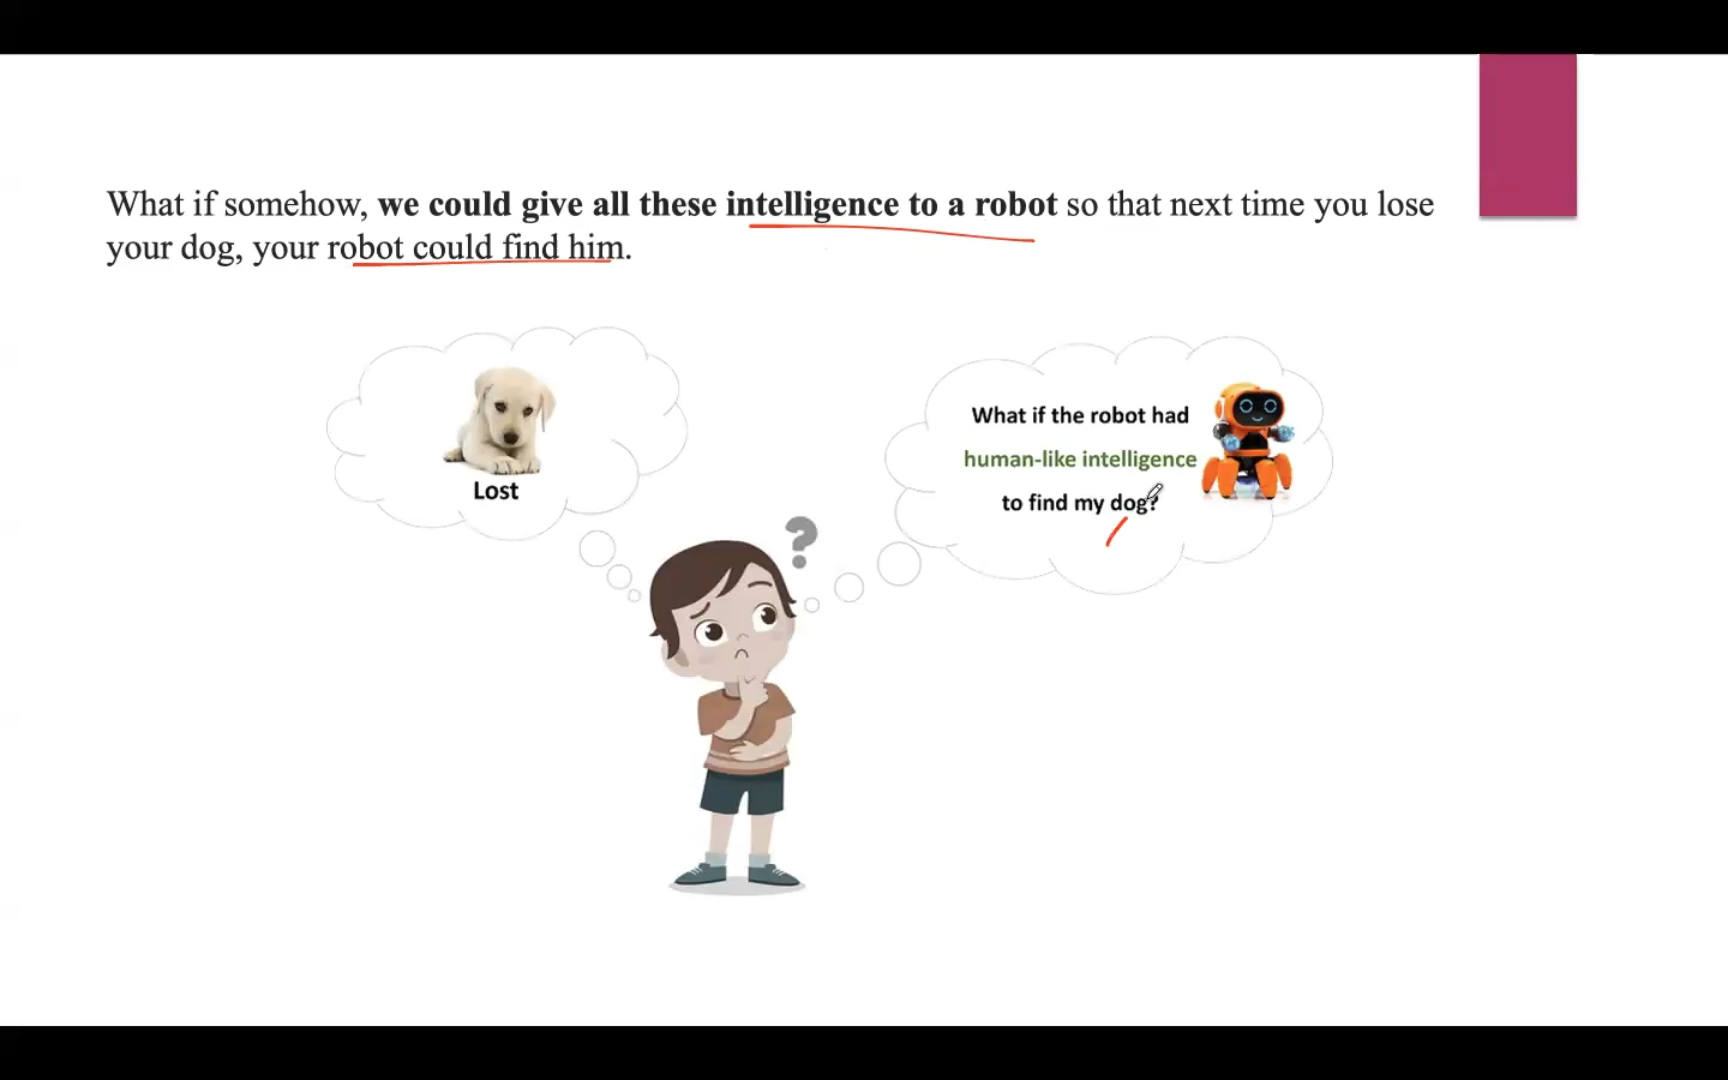 What if somehow, we could give all these intelligence to a robot so that next time you lose
your dog, your robot could find him.
Lost
What if the robot had
human-like intelligence
to find my dog?
?